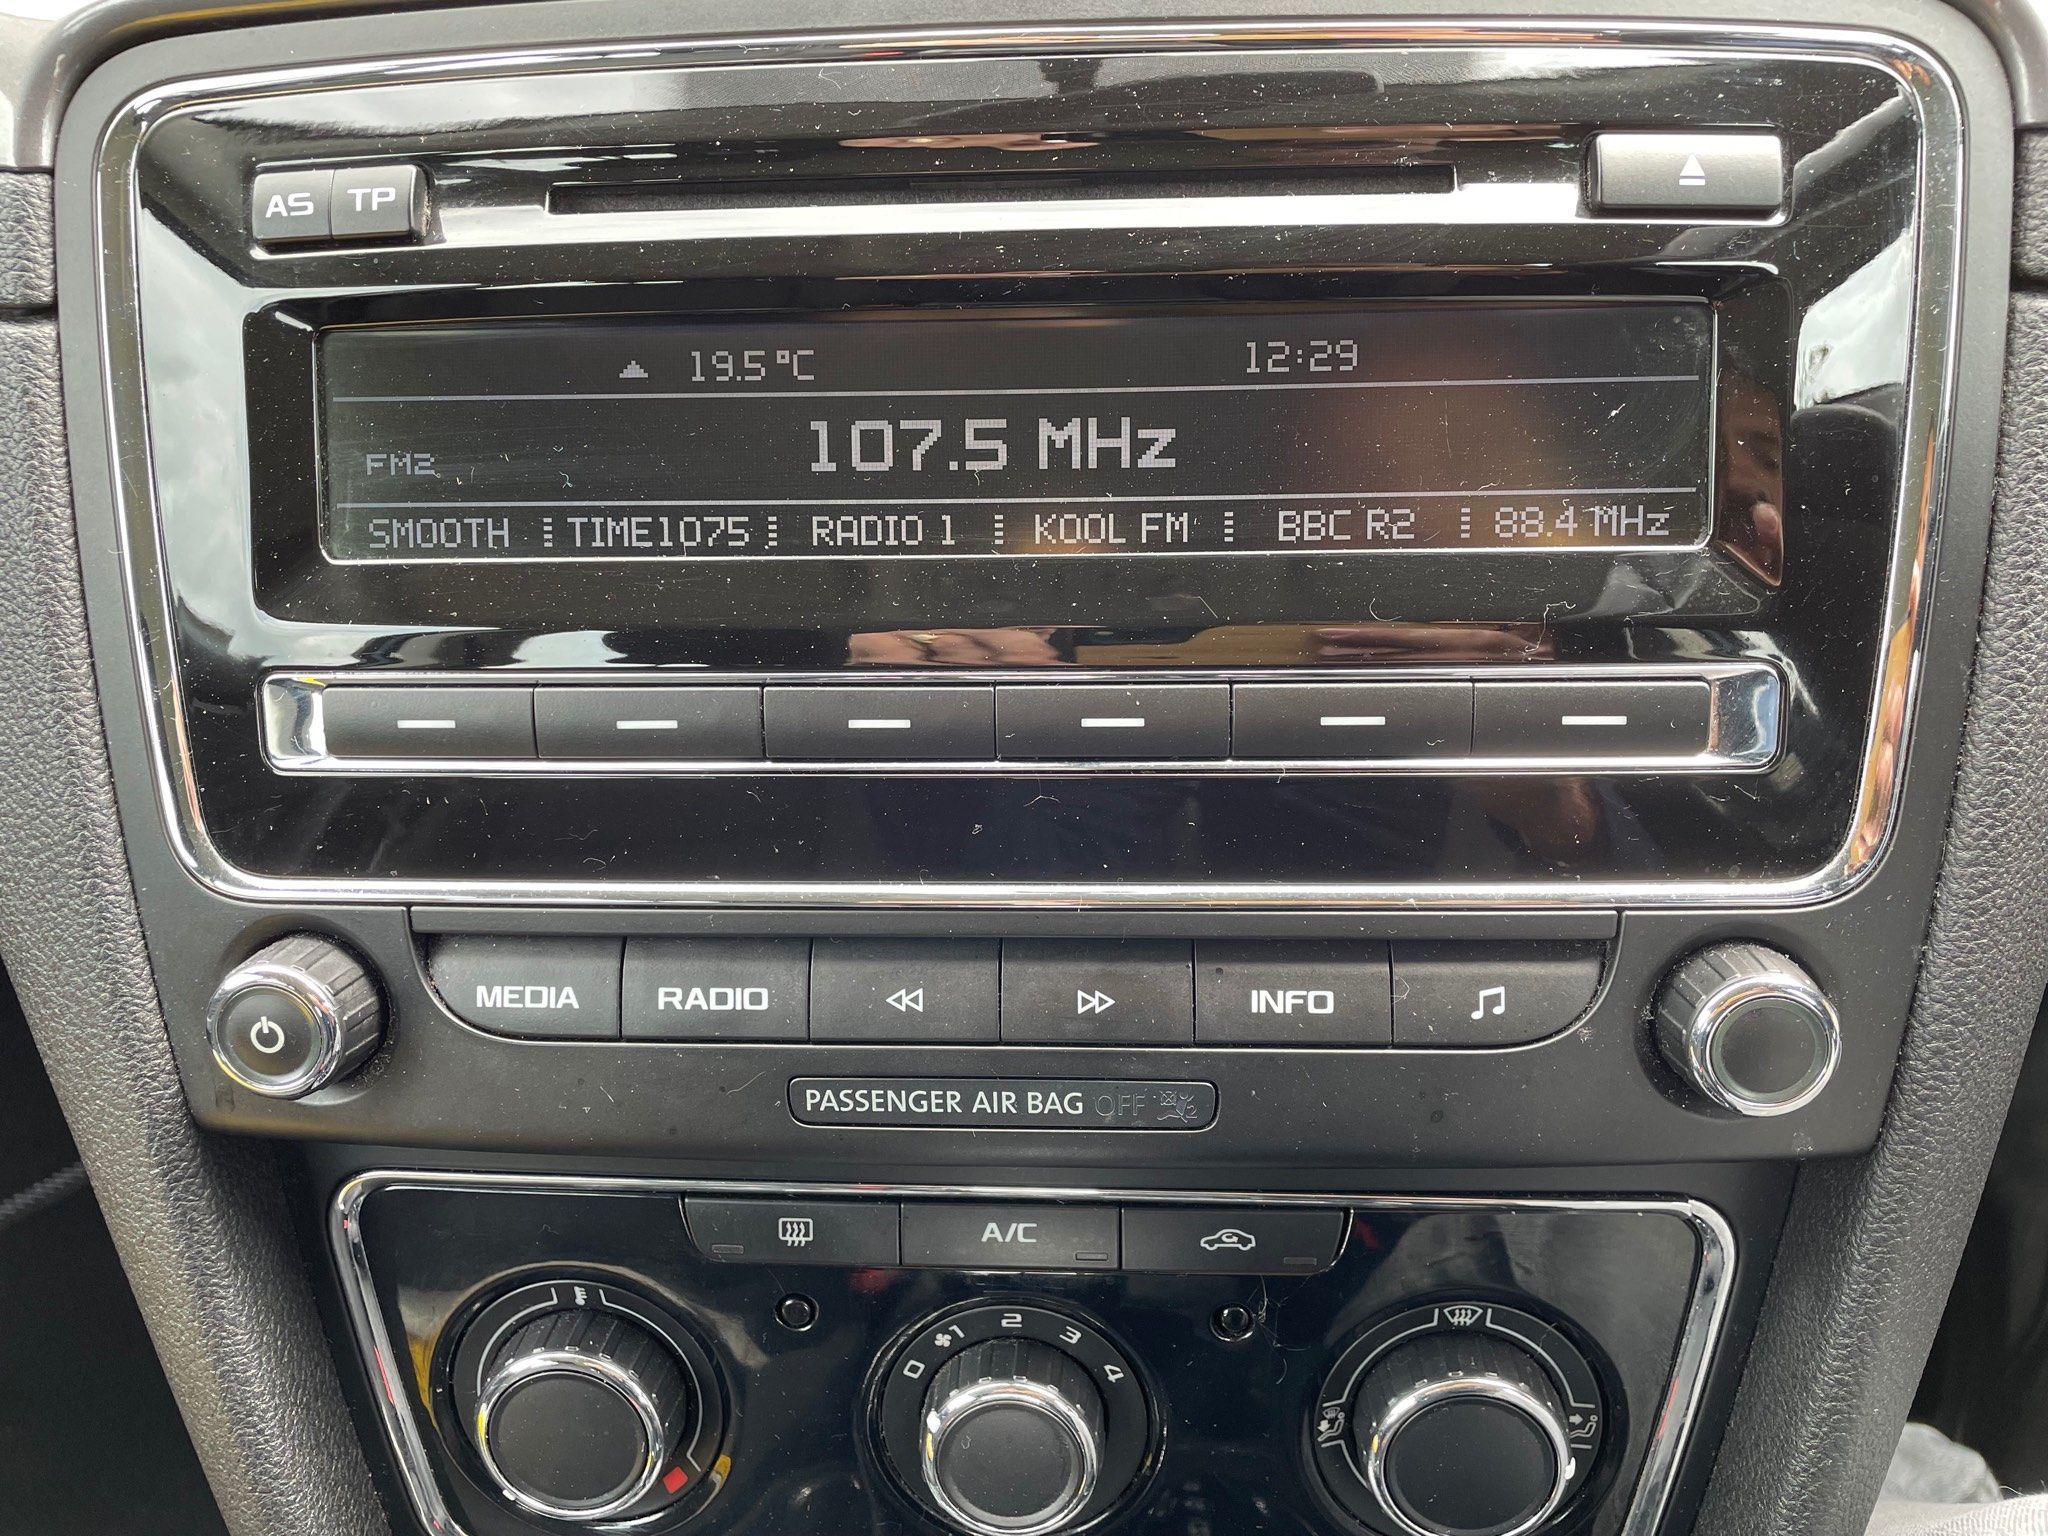 AS TP
19.5°C 12:29
107.5 MHz
FM2
SMOOTH TIME1075 RADIO 1 KOOL FM BBC R2 88.4 MHz
MEDIA RADIO INFO
PASSENGER AIR BAG OFF
A/C
0 1 2 3 4